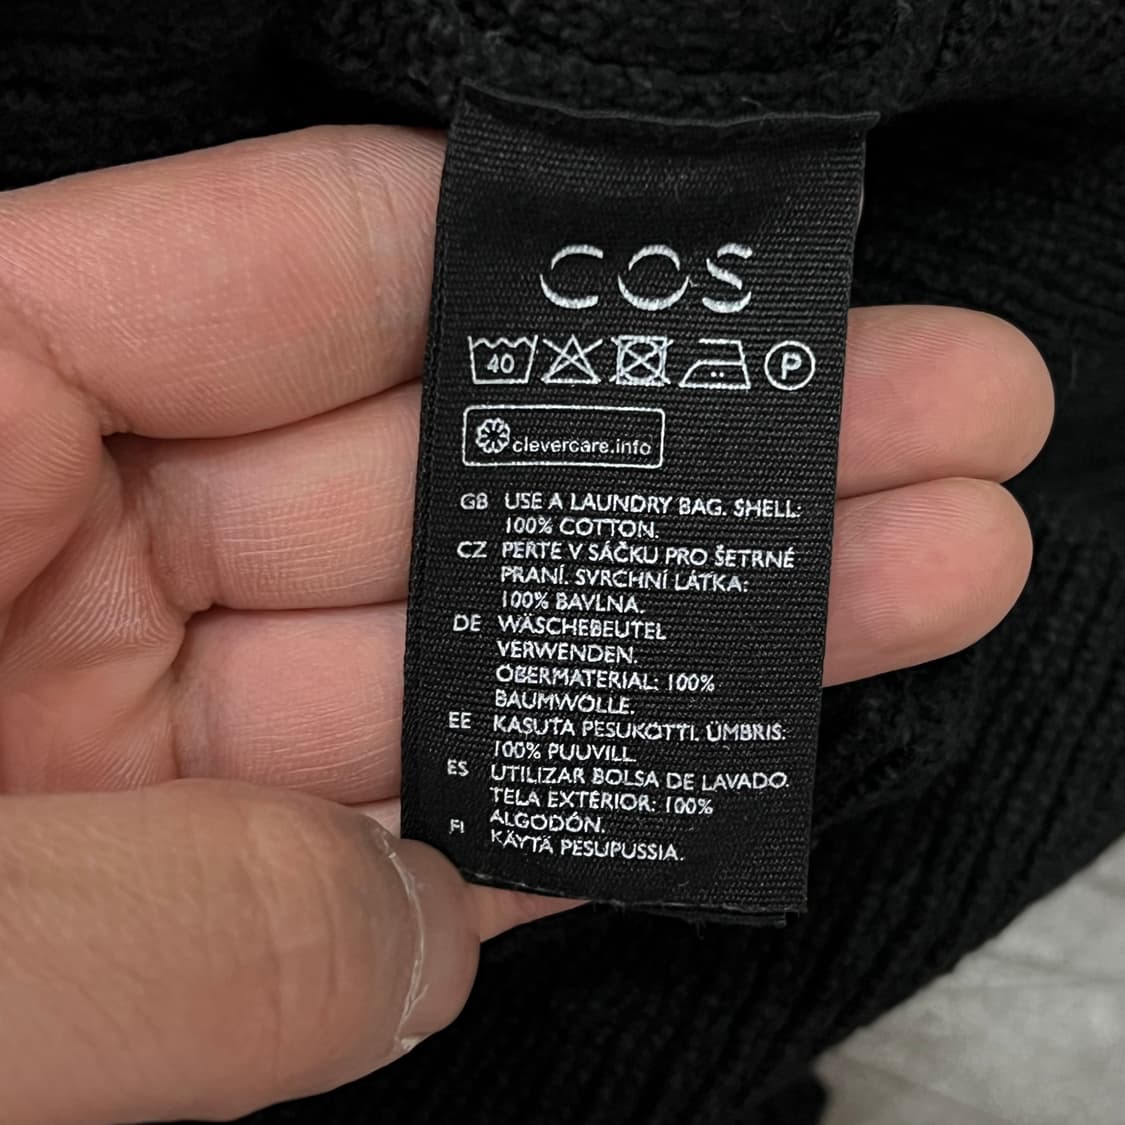 COS
40
P
clevercare.info
GB USE A LAUNDRY BAG. SHELL:
100% COTTON.
CZ PERTE V SÁČKU PRO ŠETRNÉ
PRANÍ. SVRCHNÍ LÁTKA:
100% BAVLNA.
DE WÄSCHEBEUTEL
VERWENDEN.
OBERMATERIAL: 100%
BAUMWOLLE.
EE KASUTA PESUKOTTI. ÜMBRIS:
100% PUUVILL.
ES UTILIZAR BOLSA DE LAVADO.
TELA EXTERIOR: 100%
ALGODÓN.
FI KÄYTÄ PESUPUSSIA.